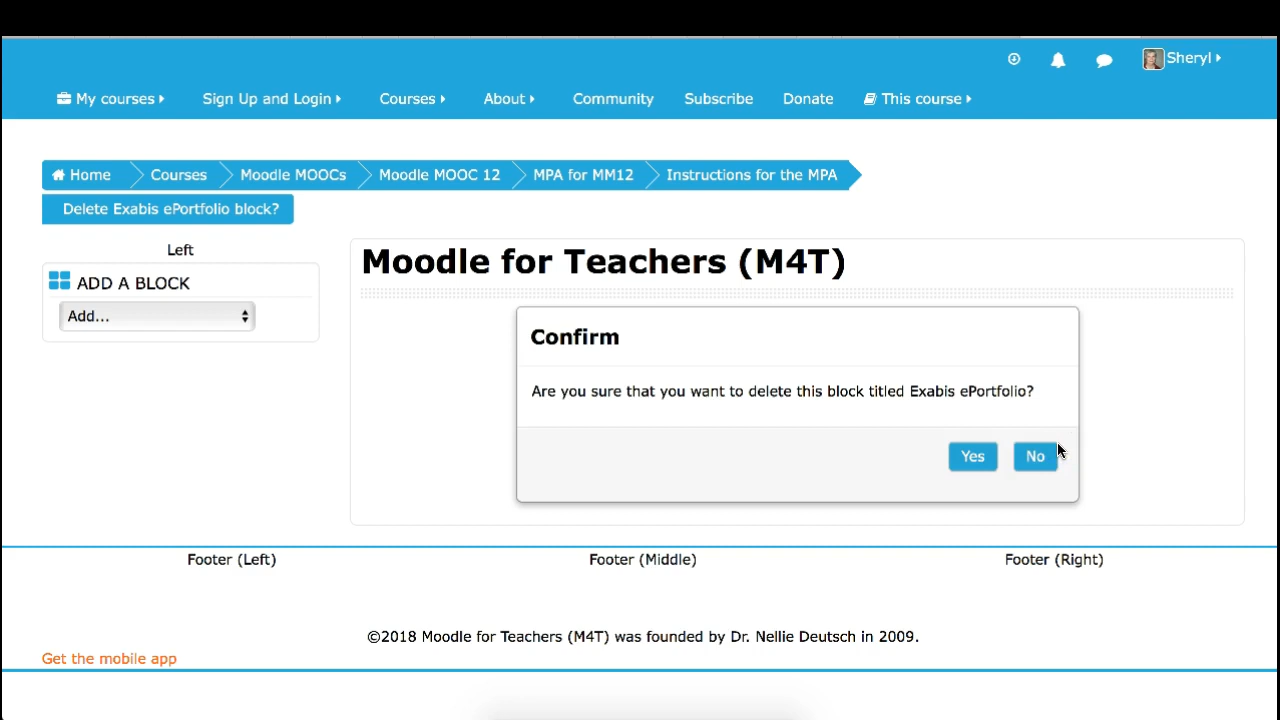 Sheryl
My courses Sign Up and Login Courses About Community Subscribe Donate This course
Home Courses Moodle MOOCs Moodle MOOC 12 MPA for MM12 Instructions for the MPA
Delete Exabis ePortfolio block?
Left
ADD A BLOCK
Add...
Moodle for Teachers (M4T)
Confirm
Are you sure that you want to delete this block titled Exabis ePortfolio?
Yes No
Footer (Left) Footer (Middle) Footer (Right)
©2018 Moodle for Teachers (M4T) was founded by Dr. Nellie Deutsch in 2009.
Get the mobile app